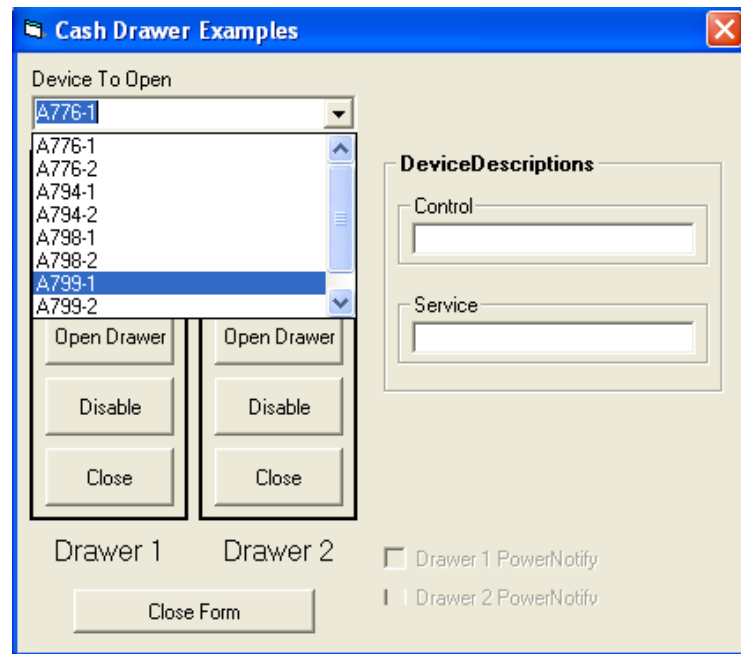 Cash Drawer Examples
Device To Open
A776-1
A776-1
A776-2
A794-1
A794-2
A798-1
A798-2
A799-1
A799-2
DeviceDescriptions
Control
Service
Open Drawer Open Drawer
Disable Disable
Close Close
Drawer 1 Drawer 2
Drawer 1 PowerNotify
Drawer 2 PowerNotify
Close Form